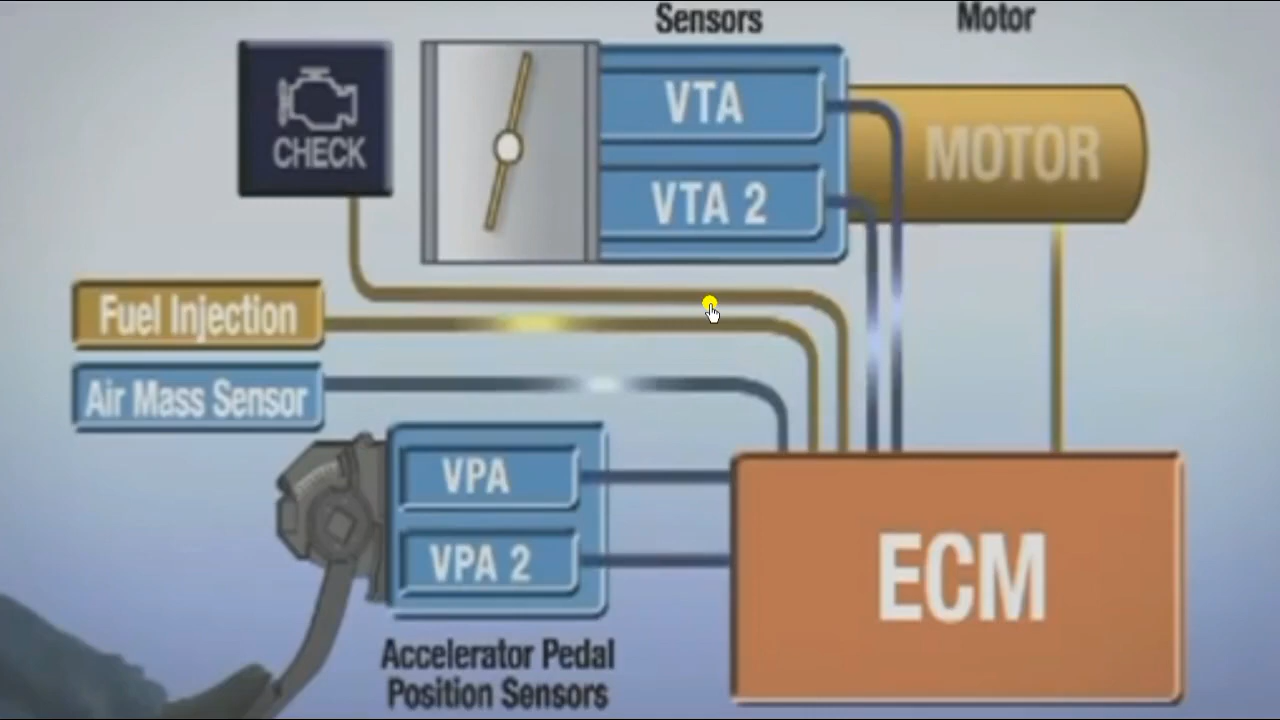 Sensors
Motor
CHECK
VTA
MOTOR
VTA 2
Fuel Injection
Air Mass Sensor
VPA
VPA 2
ECM
Accelerator Pedal
Position Sensors